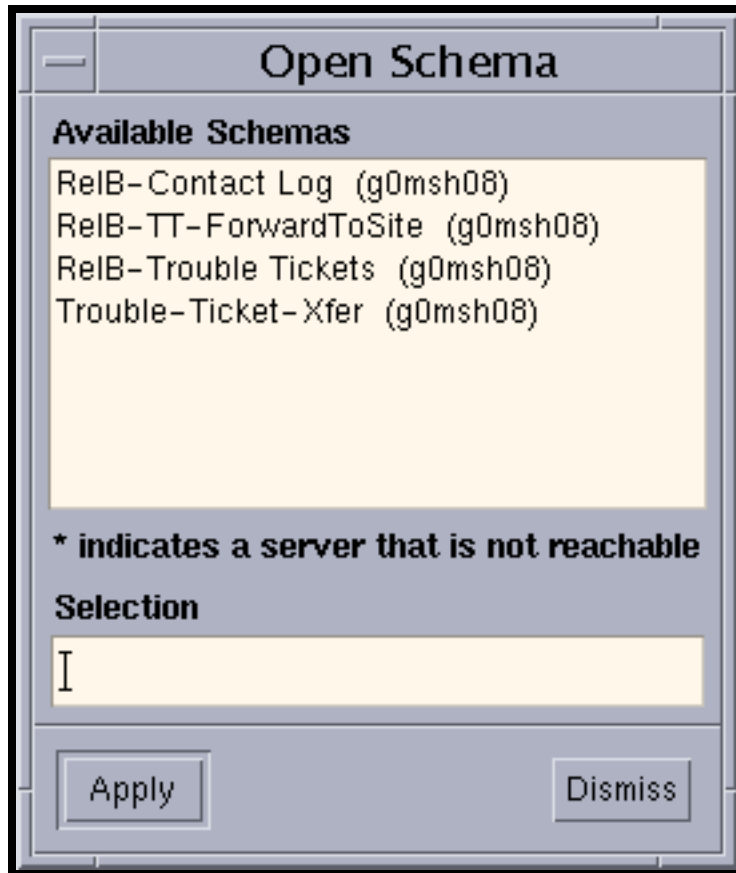 Open Schema
Available Schemas
RelB-Contact Log (g0msh08)
RelB-TT-ForwardToSite (g0msh08)
RelB-Trouble Tickets (g0msh08)
Trouble-Ticket-Xfer (g0msh08)
* indicates a server that is not reachable
Selection
Apply
Dismiss